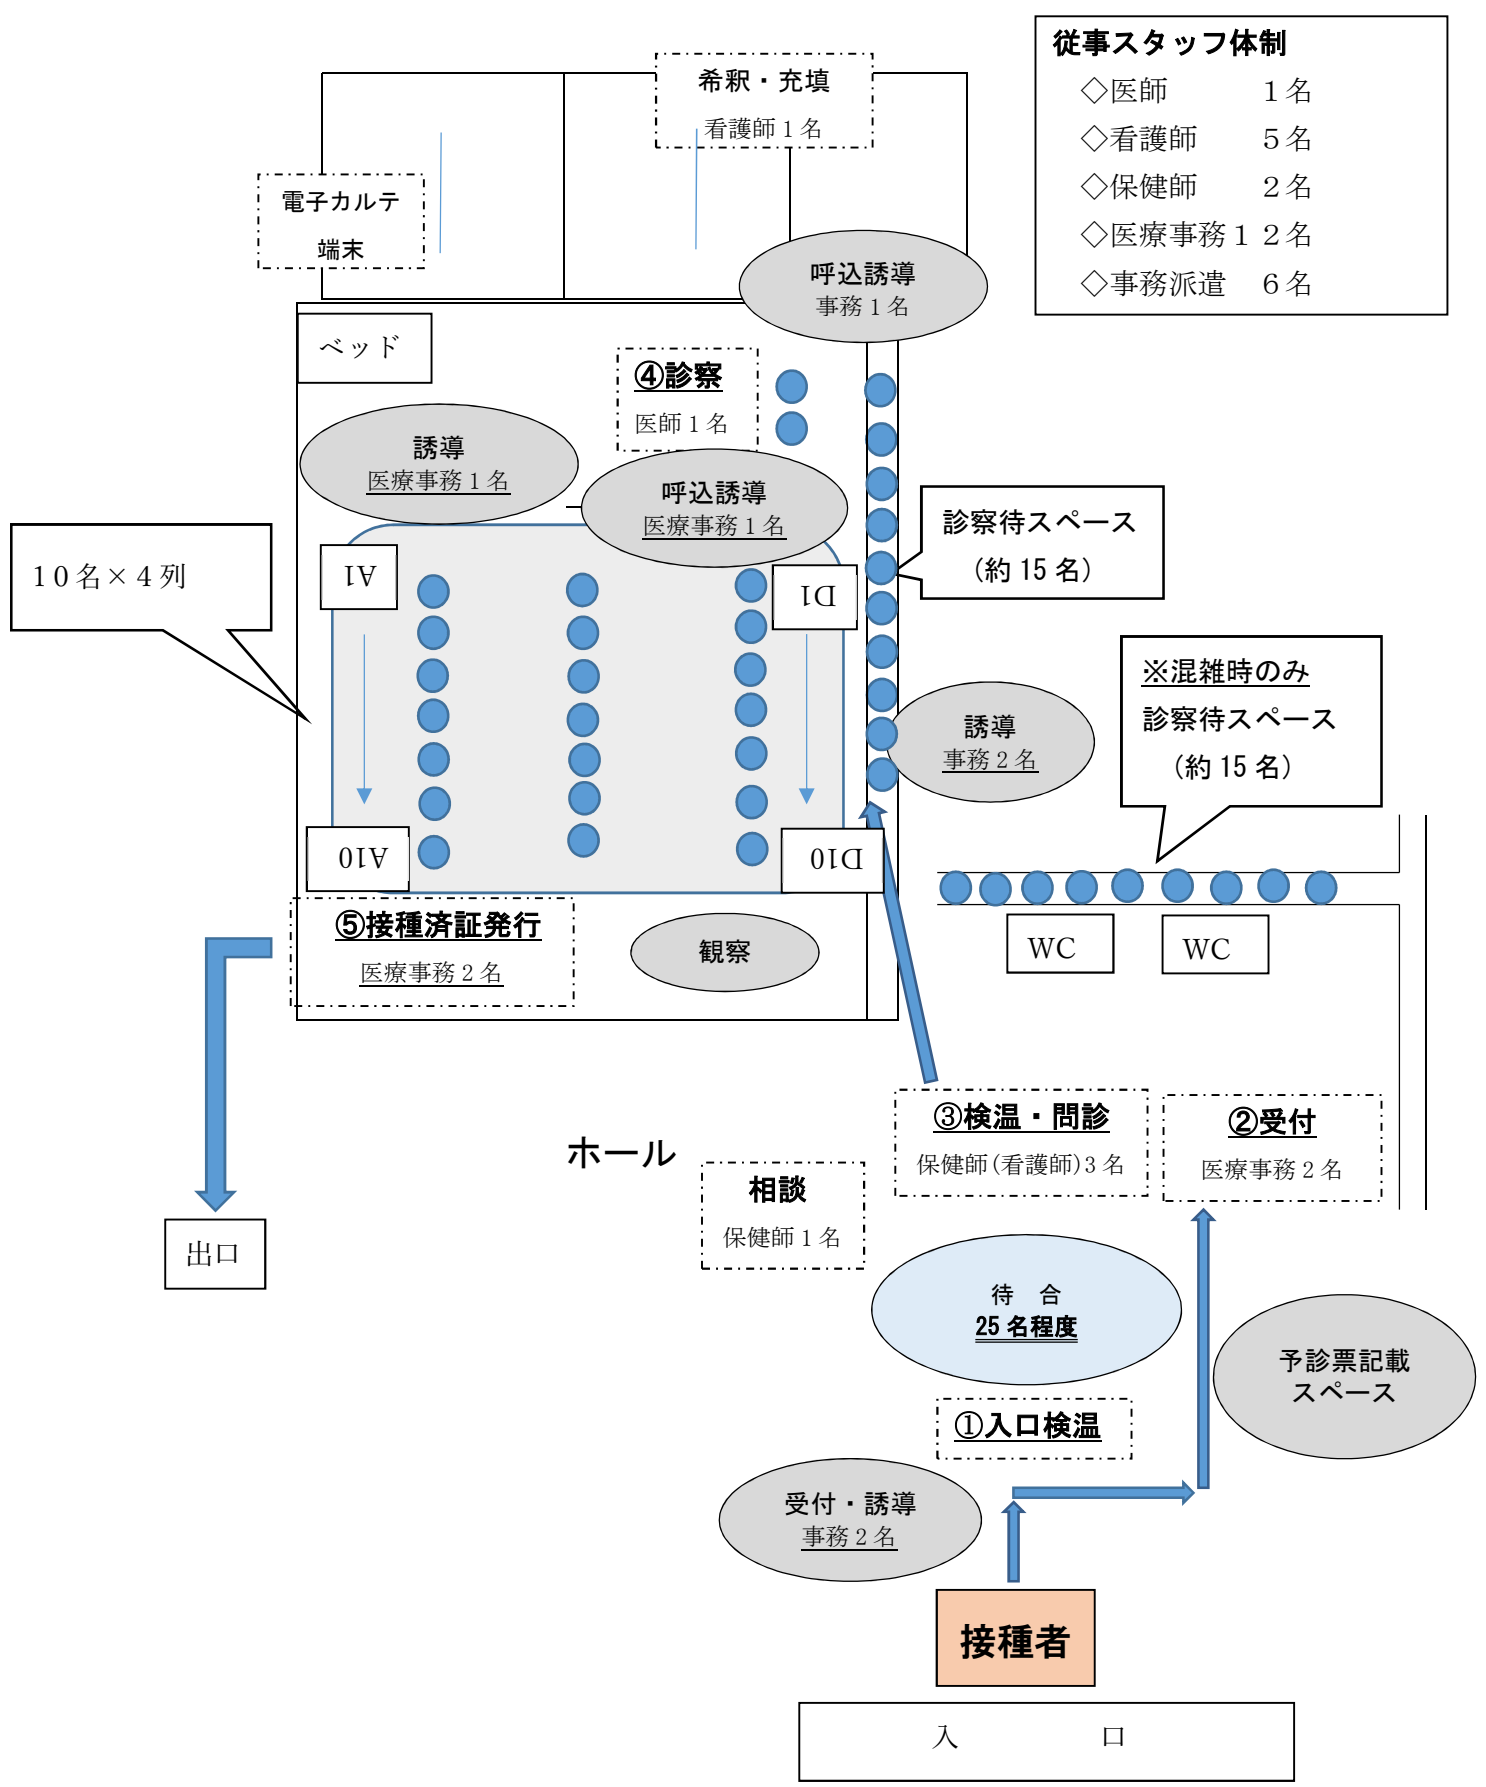 従事スタッフ体制
◇医師　　　１名
◇看護師　　５名
◇保健師　　２名
◇医療事務１２名
◇事務派遣　６名
希釈・充填
看護師１名
電子カルテ
端末
呼込誘導
事務１名
ベッド
④診察
医師１名
誘導
医療事務１名
呼込誘導
医療事務１名
診察待スペース
（約15名）
１０名×４列
A1
D1
※混雑時のみ
診察待スペース
（約15名）
誘導
事務２名
A10
D10
⑤接種済証発行
医療事務２名
観察
WC
WC
③検温・問診
保健師(看護師)3名
②受付
医療事務２名
ホール
相談
保健師１名
出口
待　合
25名程度
予診票記載
スペース
①入口検温
受付・誘導
事務２名
接種者
入　　　　　口